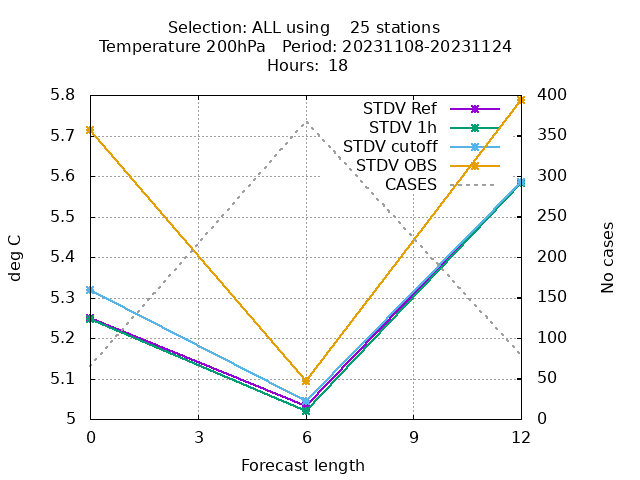 Selection: ALL using    25 stations
Temperature 200hPa   Period: 20231108-20231124
Hours:  18
5.8
5.7
5.6
5.5
5.4
5.3
5.2
5.1
5
400
350
300
250
200
150
100
50
0
STDV Ref
STDV 1h
STDV cutoff
STDV OBS
CASES
deg C
No cases
0 3 6 9 12
Forecast length